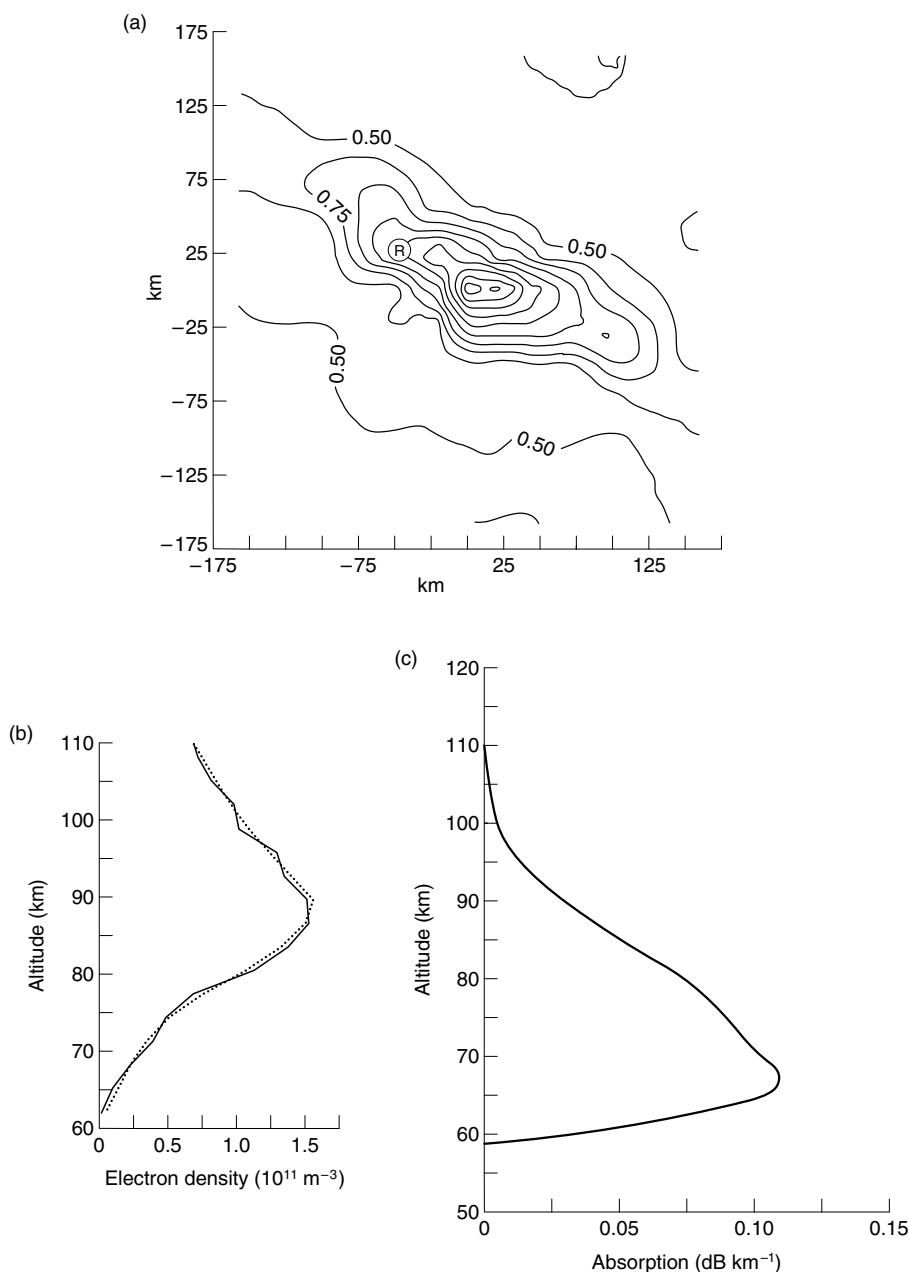 (a)
175
125
75
25
−25
−75
−125
−175
km
0.50
0.75
R
0.50
0.50
0.50
−175 −75 25 125
km
(b)
110
100
90
80
70
60
Altitude (km)
0 0.5 1.0 1.5
Electron density (10¹¹ m⁻³)
(c)
120
110
100
90
80
70
60
50
Altitude (km)
0 0.05 0.10 0.15
Absorption (dB km⁻¹)